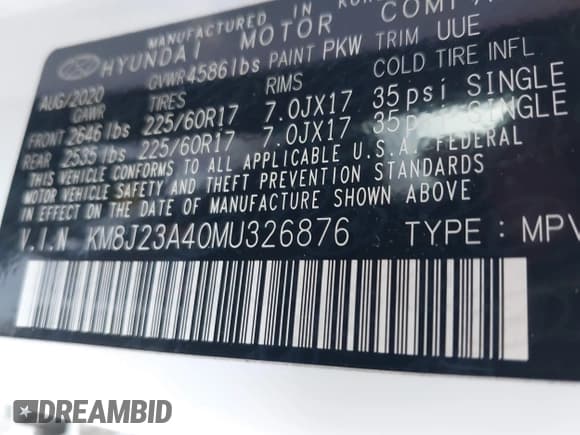 MANUFACTURED IN
HYUNDAI MOTOR
AUG/2020 GVWR 4586 lbs PAINT PKW TRIM UUE
GAWR TIRES RIMS COLD TIRE INFL
FRONT 2646 lbs 225/60R17 7.0JX17 35 psi SINGLE
REAR 2535 lbs 225/60R17 7.0JX17 35 psi SINGLE
THIS VEHICLE CONFORMS TO ALL APPLICABLE U.S.A. FEDERAL
MOTOR VEHICLE SAFETY AND THEFT PREVENTION STANDARDS
IN EFFECT ON THE DATE OF MANUFACTURE SHOWN ABOVE
V.I.N KM8J23A40MU326876 TYPE : MPV
DREAMBID